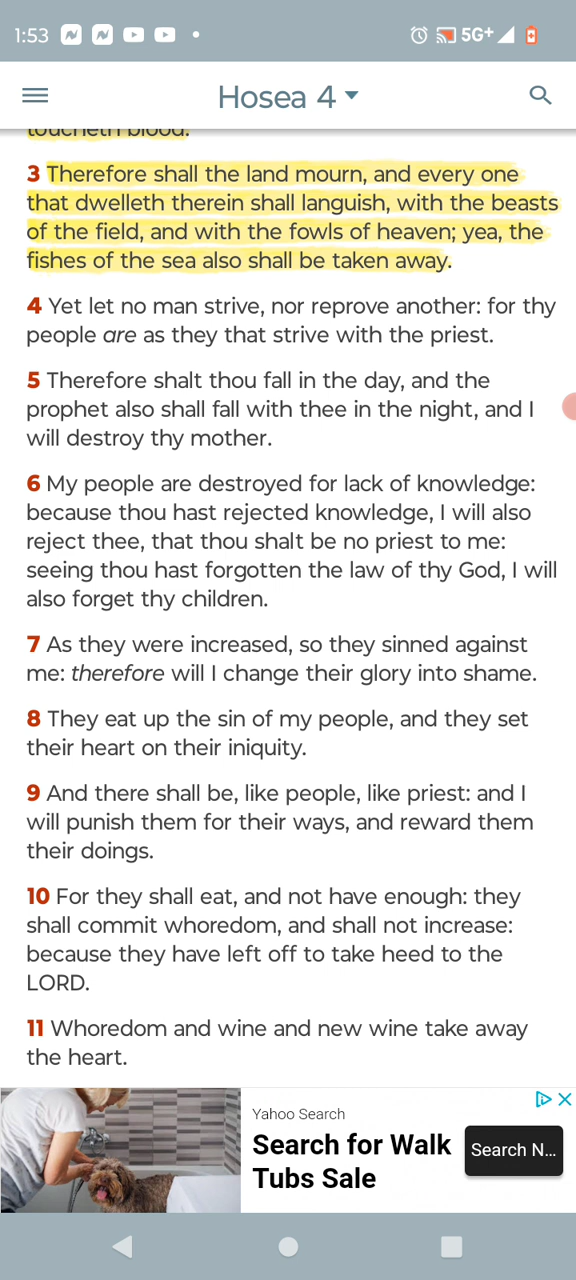 1:53
5G+
Hosea 4
toucheth blood.
3 Therefore shall the land mourn, and every one
that dwelleth therein shall languish, with the beasts
of the field, and with the fowls of heaven; yea, the
fishes of the sea also shall be taken away.
4 Yet let no man strive, nor reprove another: for thy
people are as they that strive with the priest.
5 Therefore shalt thou fall in the day, and the
prophet also shall fall with thee in the night, and I
will destroy thy mother.
6 My people are destroyed for lack of knowledge:
because thou hast rejected knowledge, I will also
reject thee, that thou shalt be no priest to me:
seeing thou hast forgotten the law of thy God, I will
also forget thy children.
7 As they were increased, so they sinned against
me: therefore will I change their glory into shame.
8 They eat up the sin of my people, and they set
their heart on their iniquity.
9 And there shall be, like people, like priest: and I
will punish them for their ways, and reward them
their doings.
10 For they shall eat, and not have enough: they
shall commit whoredom, and shall not increase:
because they have left off to take heed to the
LORD.
11 Whoredom and wine and new wine take away
the heart.
Yahoo Search
Search for Walk
Tubs Sale
Search N...